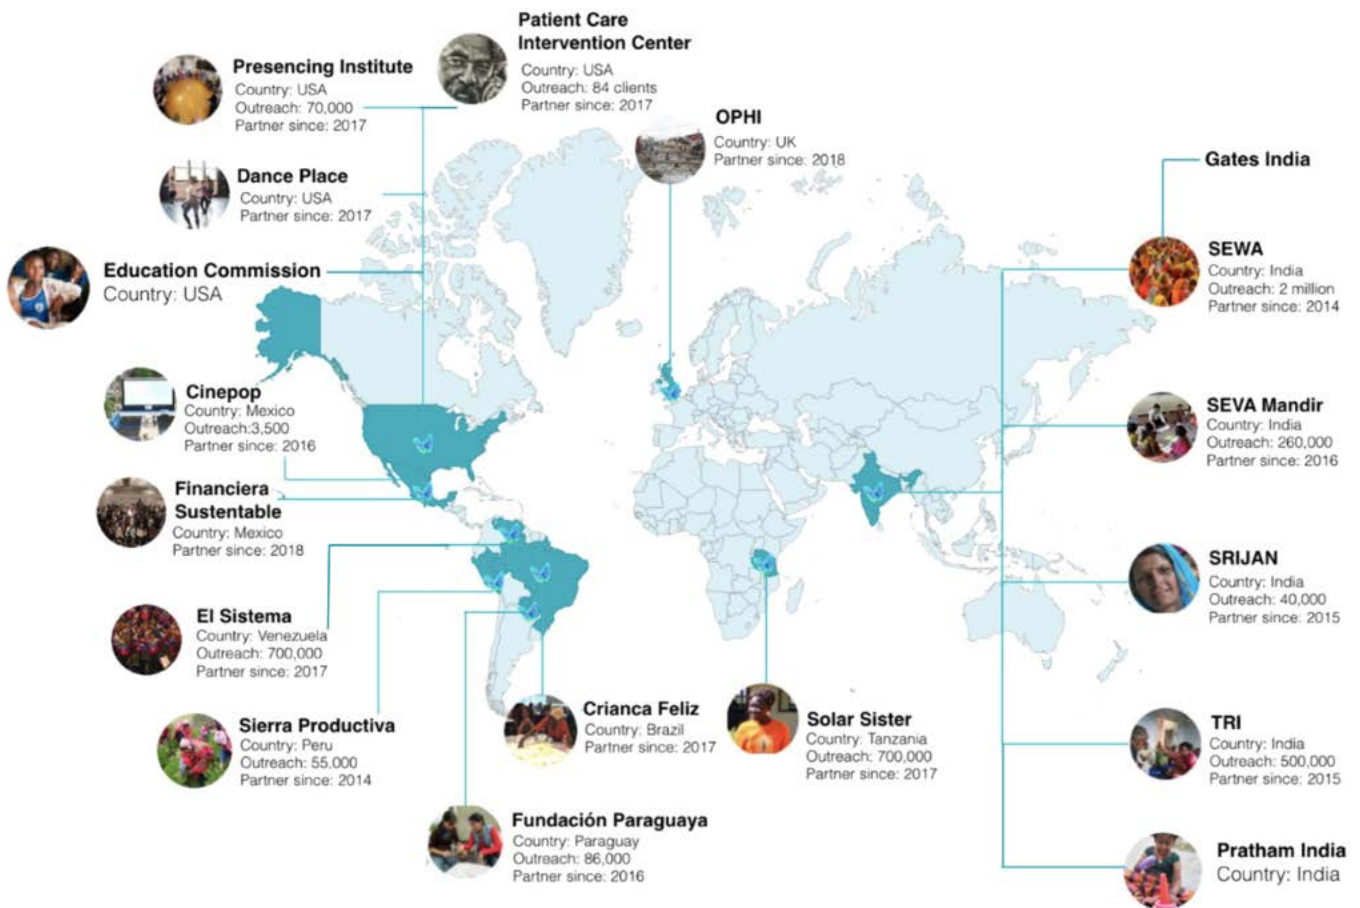 Patient Care
Intervention Center
Country: USA
Outreach: 84 clients
Partner since: 2017
Presencing Institute
Country: USA
Outreach: 70,000
Partner since: 2017
OPHI
Country: UK
Partner since: 2018
Gates India
Dance Place
Country: USA
Partner since: 2017
SEWA
Country: India
Outreach: 2 million
Partner since: 2014
Education Commission
Country: USA
Cinepop
Country: Mexico
Outreach:3,500
Partner since: 2016
SEVA Mandir
Country: India
Outreach: 260,000
Partner since: 2016
Financiera
Sustentable
Country: Mexico
Partner since: 2018
SRIJAN
Country: India
Outreach: 40,000
Partner since: 2015
El Sistema
Country: Venezuela
Outreach: 700,000
Partner since: 2017
Sierra Productiva
Country: Peru
Outreach: 55,000
Partner since: 2014
Crianca Feliz
Country: Brazil
Partner since: 2017
Solar Sister
Country: Tanzania
Outreach: 700,000
Partner since: 2017
TRI
Country: India
Outreach: 500,000
Partner since: 2015
Fundación Paraguaya
Country: Paraguay
Outreach: 86,000
Partner since: 2016
Pratham India
Country: India